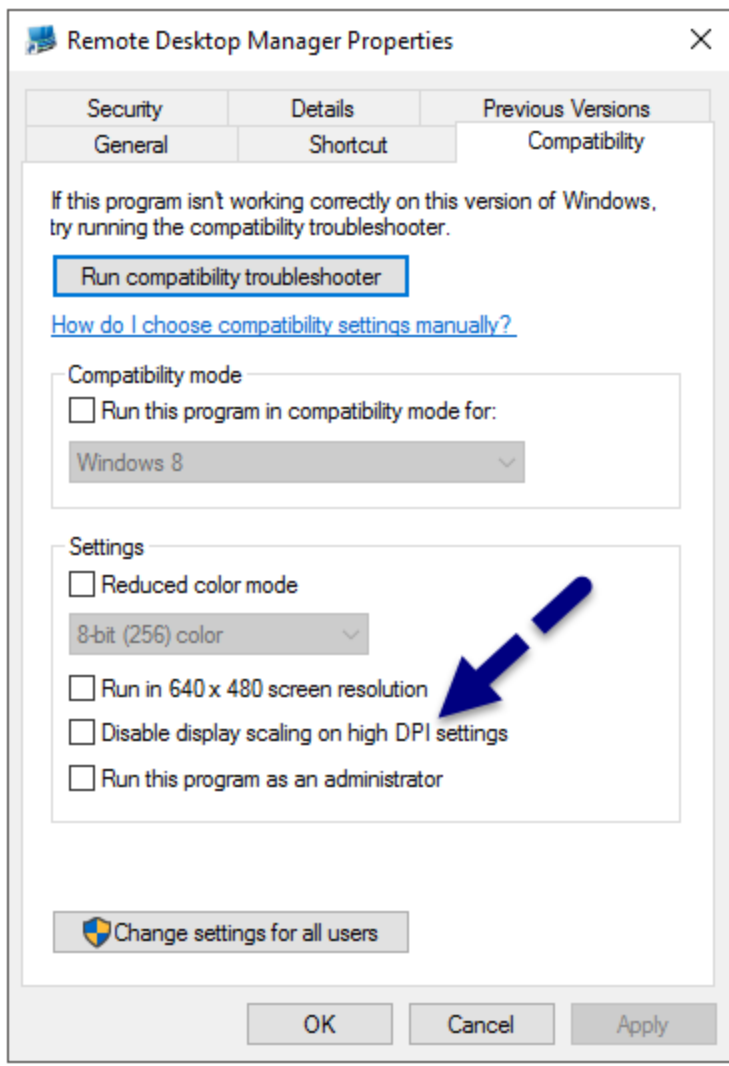 Remote Desktop Manager Properties
Security Details Previous Versions
General Shortcut Compatibility
If this program isn't working correctly on this version of Windows,
try running the compatibility troubleshooter.
Run compatibility troubleshooter
How do I choose compatibility settings manually?
Compatibility mode
Run this program in compatibility mode for:
Windows 8
Settings
Reduced color mode
8-bit (256) color
Run in 640 x 480 screen resolution
Disable display scaling on high DPI settings
Run this program as an administrator
Change settings for all users
OK Cancel Apply